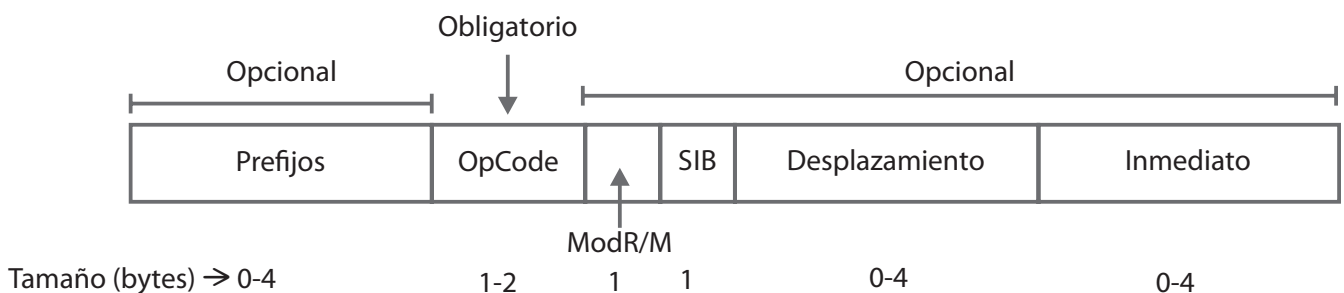 Obligatorio
Opcional
Opcional
Prefijos
OpCode
SIB
Desplazamiento
Inmediato
ModR/M
Tamaño (bytes) → 0-4 1-2 1 1 0-4 0-4